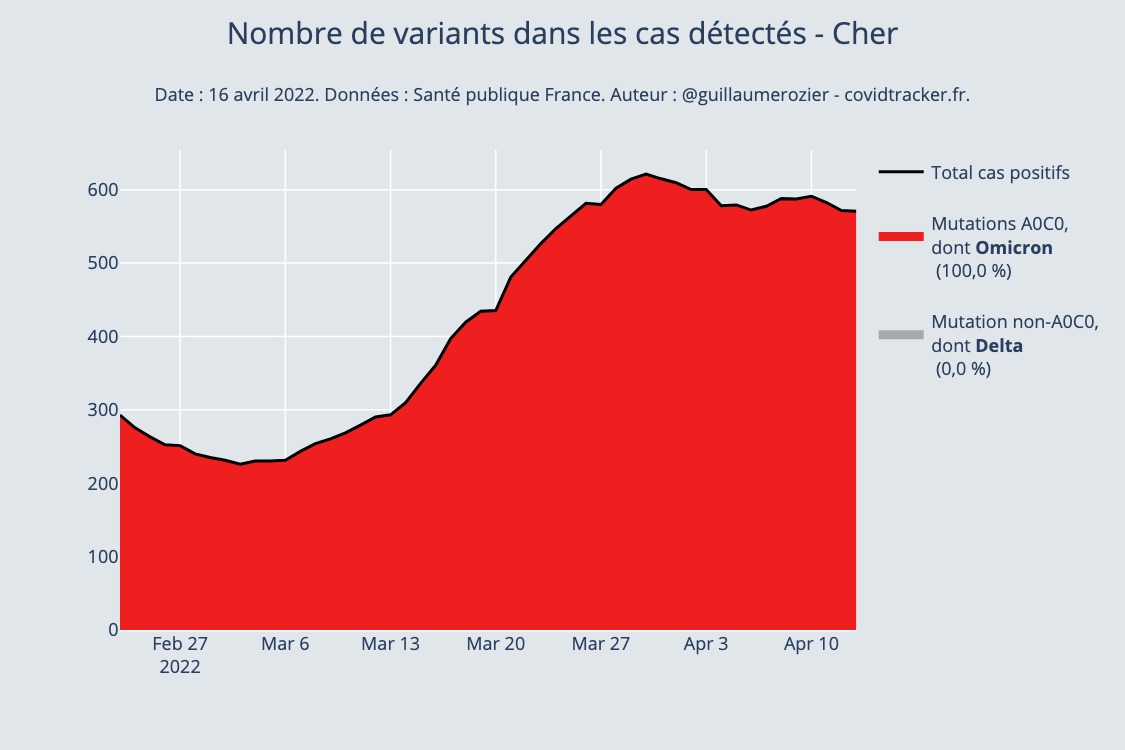 Nombre de variants dans les cas détectés - Cher
Date : 16 avril 2022. Données : Santé publique France. Auteur : @guillaumerozier - covidtracker.fr.
Total cas positifs
Mutations A0C0,
dont Omicron
(100,0 %)
Mutation non-A0C0,
dont Delta
(0,0 %)
600
500
400
300
200
100
0
Feb 27
2022
Mar 6
Mar 13
Mar 20
Mar 27
Apr 3
Apr 10